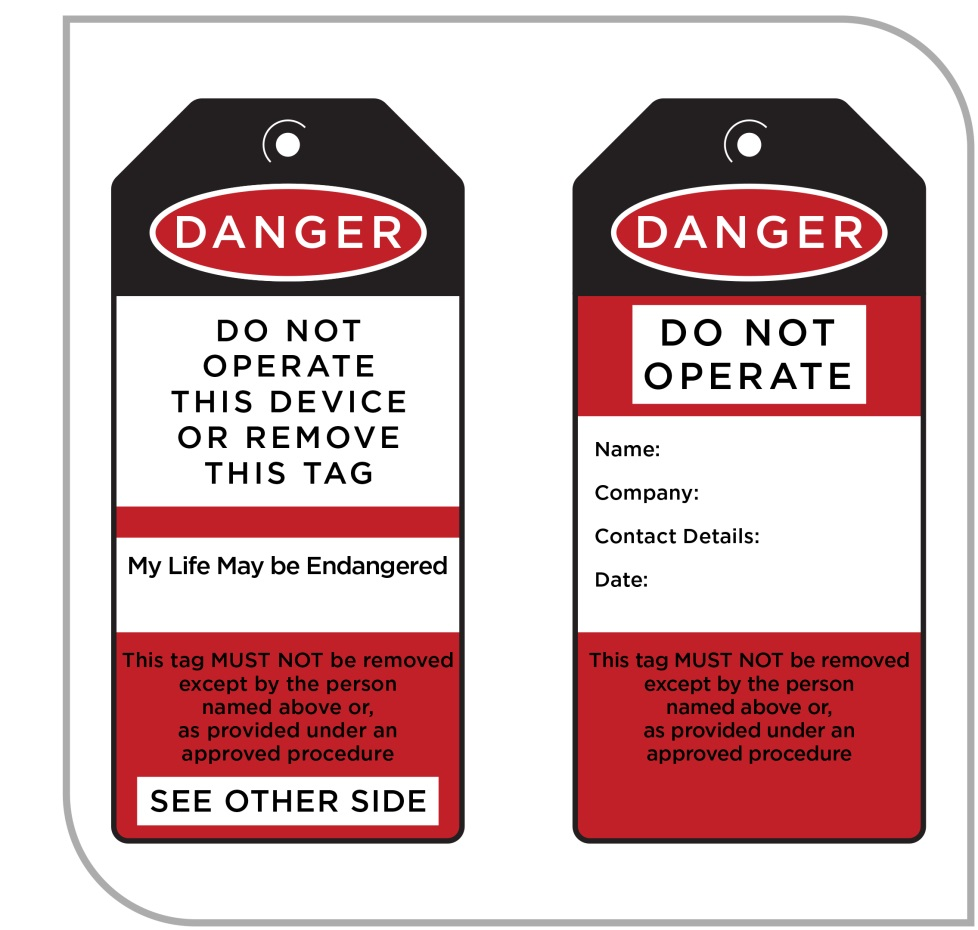 DANGER
DO NOT
OPERATE
THIS DEVICE
OR REMOVE
THIS TAG
My Life May be Endangered
This tag MUST NOT be removed
except by the person
named above or,
as provided under an
approved procedure
SEE OTHER SIDE
DANGER
DO NOT
OPERATE
Name:
Company:
Contact Details:
Date:
This tag MUST NOT be removed
except by the person
named above or,
as provided under an
approved procedure